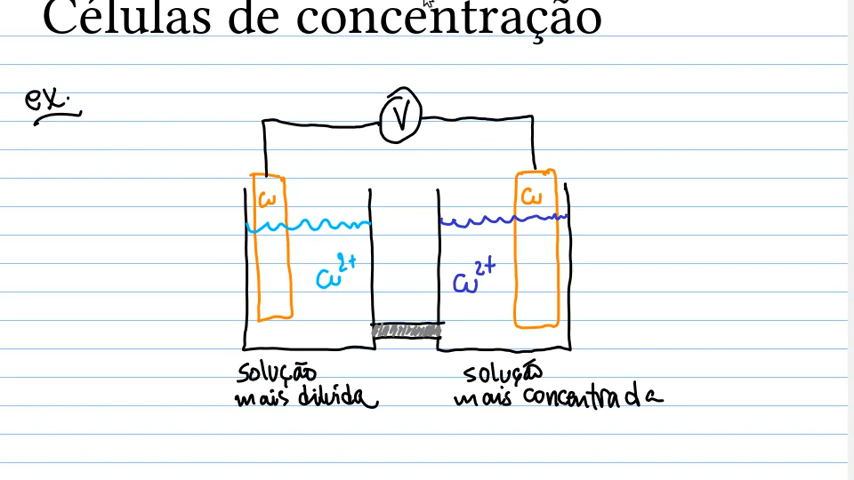 Células de concentração
ex.
V
Cu Cu
Cu²⁺ Cu²⁺
solução solução
mais diluída mais concentrada